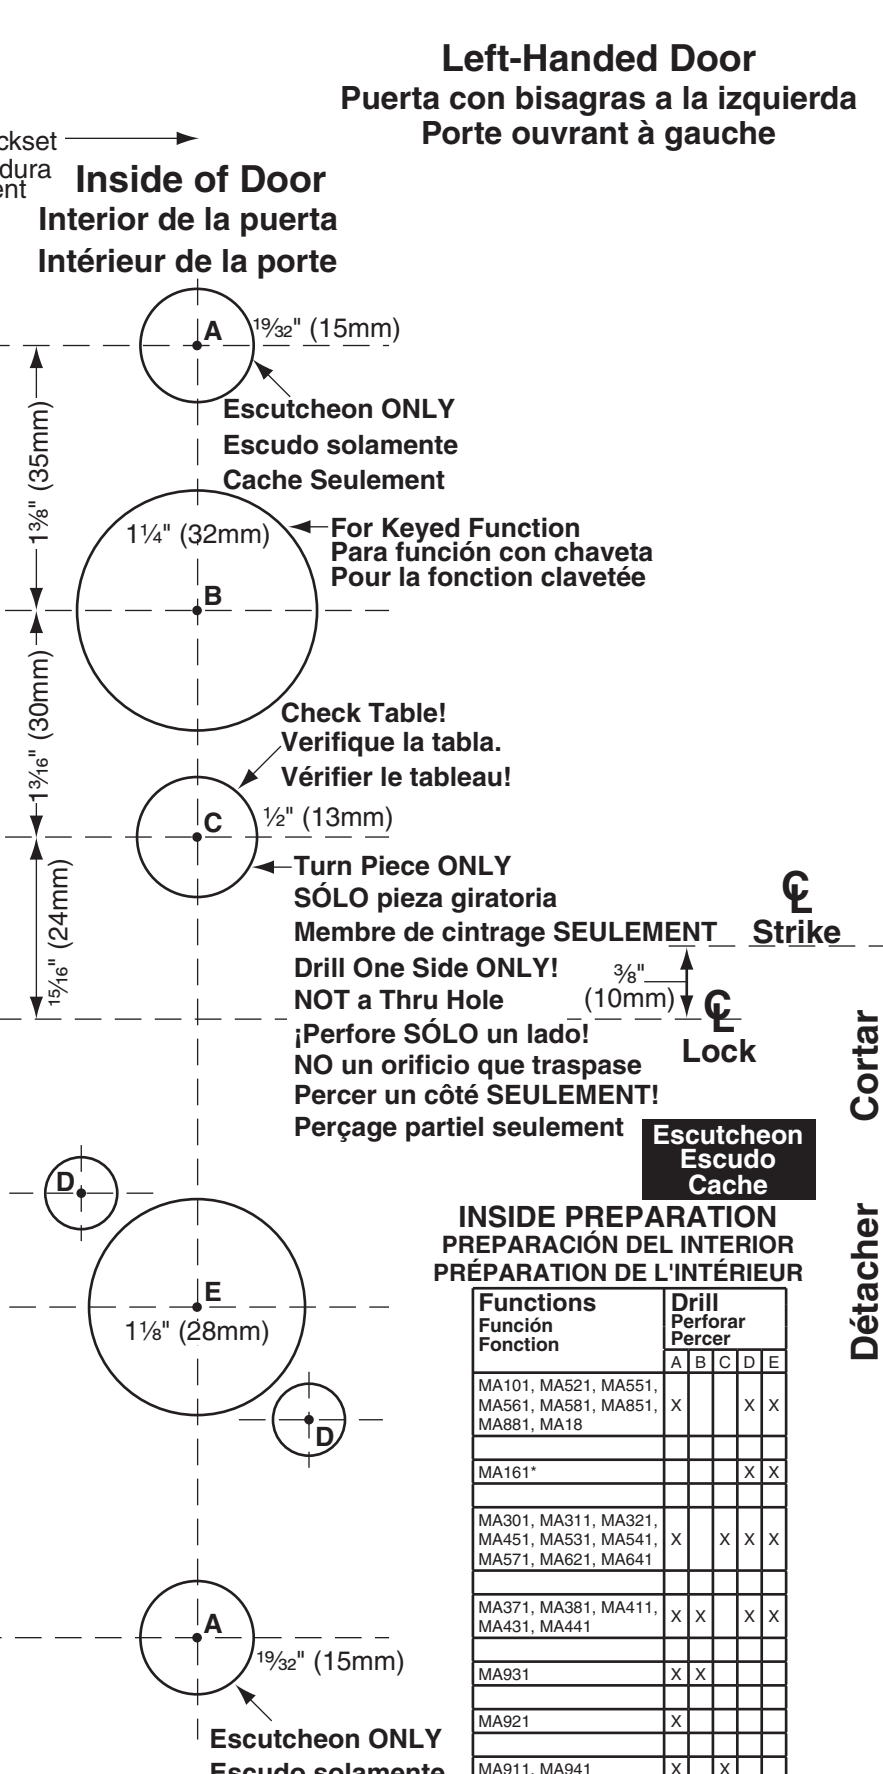 Left-Handed Door
Puerta con bisagras a la izquierda
Porte ouvrant à gauche
Inside of Door
Interior de la puerta
Intérieur de la porte
A
19⁄32" (15mm)
Escutcheon ONLY
Escudo solamente
Cache Seulement
1⅜" (35mm)
1¼" (32mm)
For Keyed Function
Para función con chaveta
Pour la fonction clavetée
B
1 3⁄16" (30mm)
Check Table!
Verifique la tabla.
Vérifier le tableau!
C
½" (13mm)
Turn Piece ONLY
SÓLO pieza giratoria
Membre de cintrage SEULEMENT
Drill One Side ONLY!
NOT a Thru Hole
¡Perfore SÓLO un lado!
NO un orificio que traspase
Percer un côté SEULEMENT!
Perçage partiel seulement
15⁄16" (24mm)
℄
Strike
⅜"
(10mm)
℄
Lock
Cortar
Détacher
D
E
1⅛" (28mm)
D
A
19⁄32" (15mm)
Escutcheon ONLY
Escudo solamente
Escutcheon
Escudo
Cache
INSIDE PREPARATION
PREPARACIÓN DEL INTERIOR
PRÉPARATION DE L'INTÉRIEUR
Functions Drill
Función Perforar
Fonction Percer
A B C D E
MA101, MA521, MA551,
MA561, MA581, MA851, X X X
MA881, MA18
MA161* X X
MA301, MA311, MA321,
MA451, MA531, MA541, X X X X
MA571, MA621, MA641
MA371, MA381, MA411, X X X X
MA431, MA441
MA931 X X
MA921 X
MA911, MA941 X X